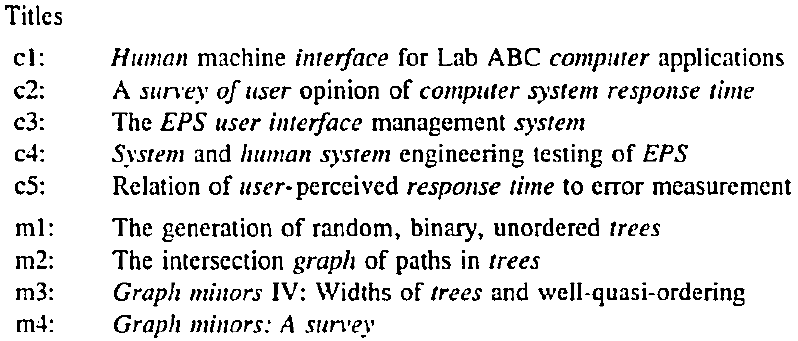 Titles
c1: Human machine interface for Lab ABC computer applications
c2: A survey of user opinion of computer system response time
c3: The EPS user interface management system
c4: System and human system engineering testing of EPS
c5: Relation of user-perceived response time to error measurement
m1: The generation of random, binary, unordered trees
m2: The intersection graph of paths in trees
m3: Graph minors IV: Widths of trees and well-quasi-ordering
m4: Graph minors: A survey